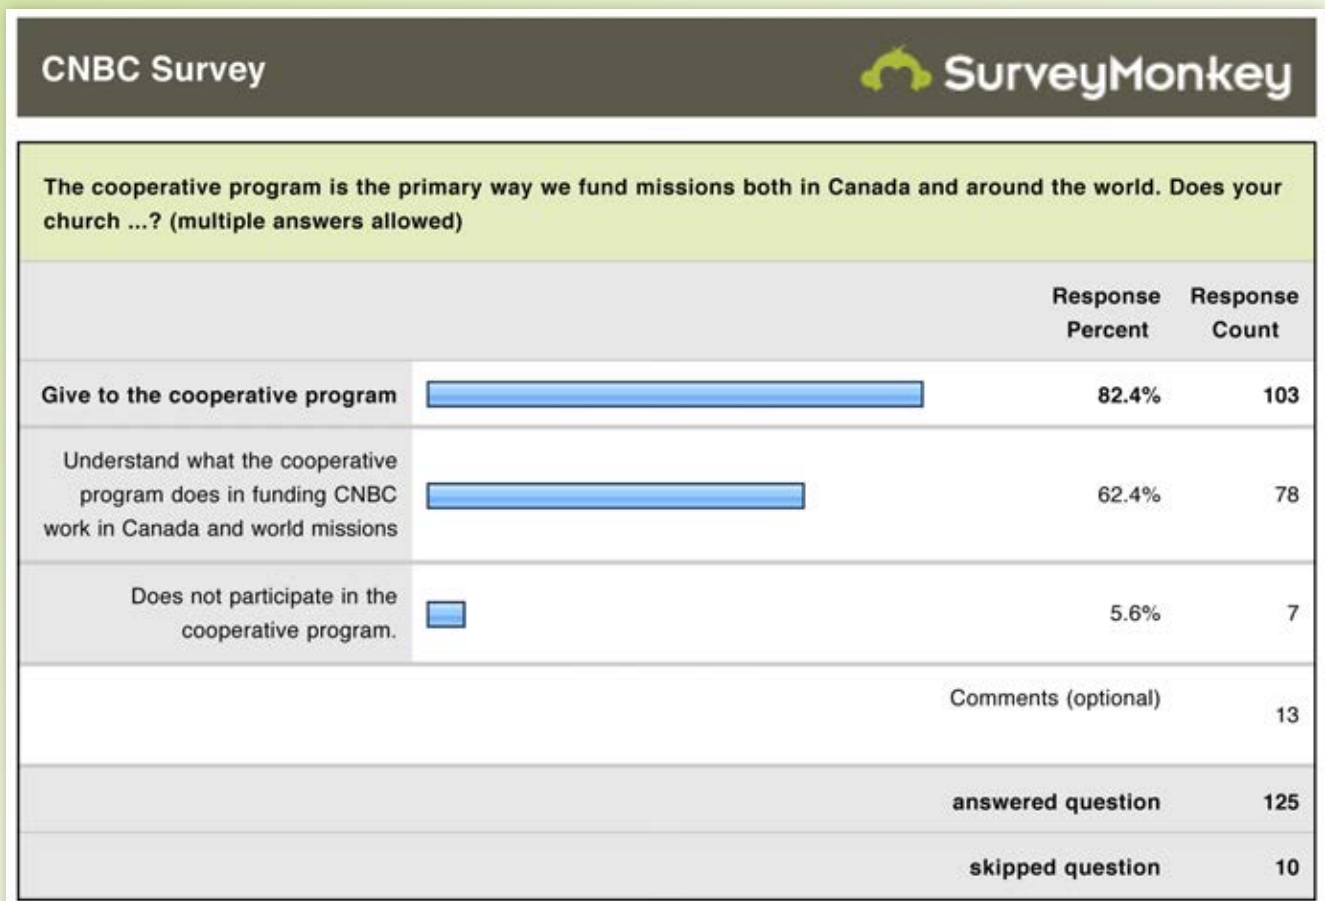 CNBC Survey
SurveyMonkey
The cooperative program is the primary way we fund missions both in Canada and around the world. Does your
church ...? (multiple answers allowed)
Response Percent
Response Count
Give to the cooperative program 82.4% 103
Understand what the cooperative
program does in funding CNBC
work in Canada and world missions 62.4% 78
Does not participate in the
cooperative program. 5.6% 7
Comments (optional) 13
answered question 125
skipped question 10